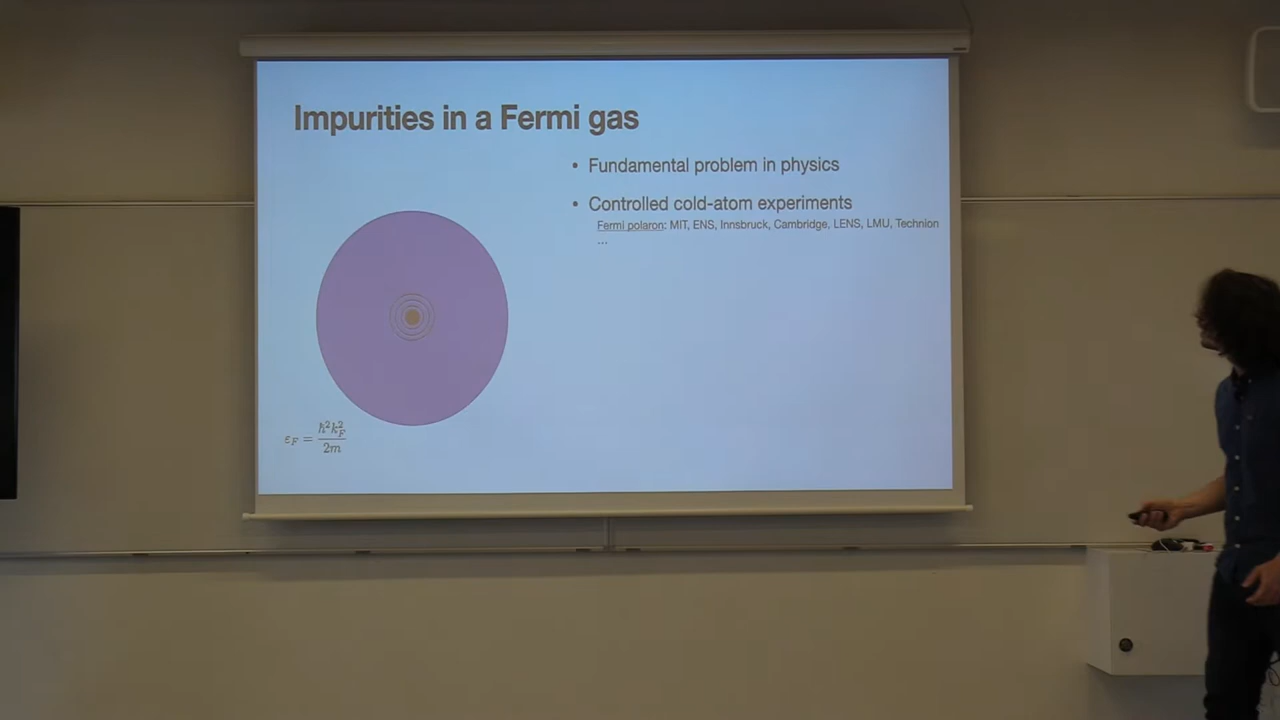 Impurities in a Fermi gas
• Fundamental problem in physics
• Controlled cold-atom experiments
Fermi polaron: MIT, ENS, Innsbruck, Cambridge, LENS, LMU, Technion
...
ε_F = ħ²k_F²/2m